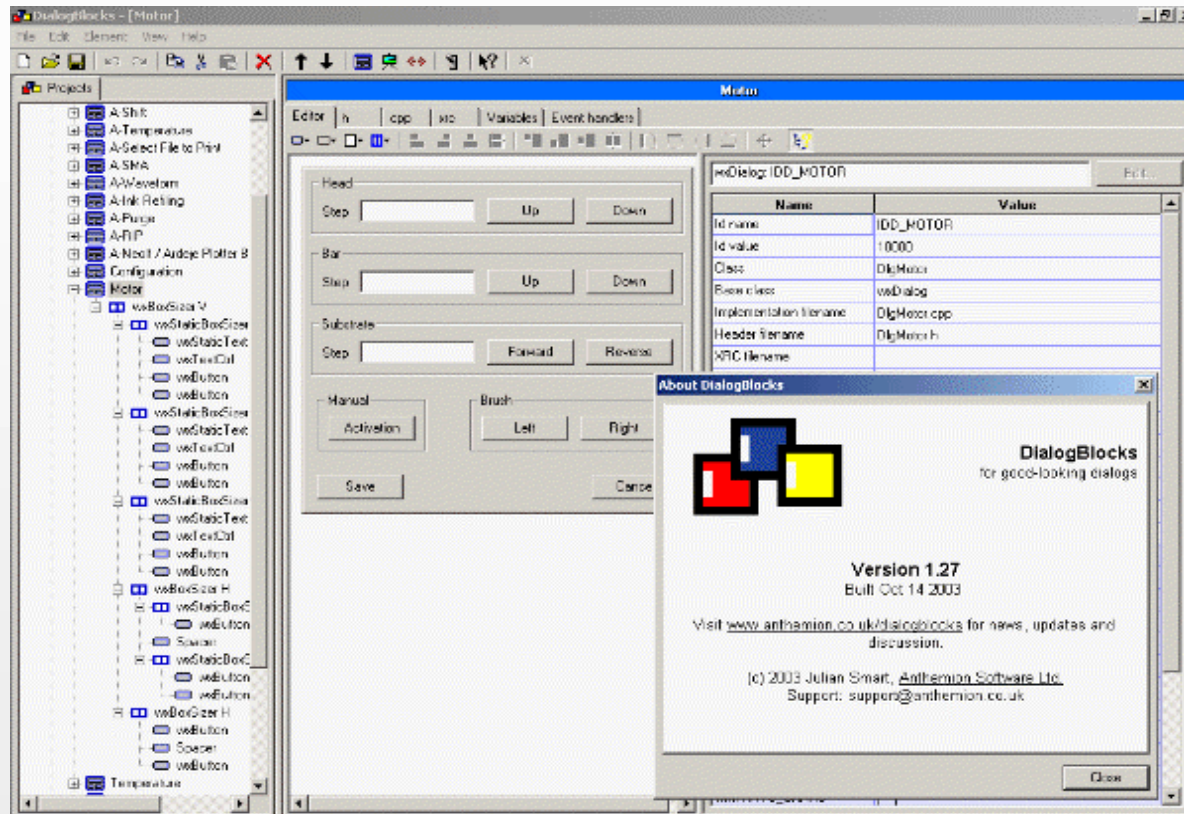 DialogBlocks - [Motor]
File Edit Element View Help
Projects
A-Shift
A-Temperature
A-Select File to Print
A-SMA
A-Waveform
A-Ink Refiling
A-Purge
A-RIP
A-Neolt / Ardeje Plotter B
Configuration
Motor
wxBoxSizer V
wxStaticBoxSizer
wxStaticText
wxTextCtrl
wxButton
wxButton
wxStaticBoxSizer
wxStaticText
wxTextCtrl
wxButton
wxButton
wxStaticBoxSizer
wxStaticText
wxTextCtrl
wxButton
wxButton
wxBoxSizer H
wxStaticBoxS
wxButton
Spacer
wxStaticBoxS
wxButton
wxButton
wxBoxSizer H
wxButton
Spacer
wxButton
Temperature
Motor
Editor h cpp xrc Variables Event handlers
Head
Step Up Down
Bar
Step Up Down
Substrate
Step Forward Reverse
Manual Brush
Activation Left Right
Save Cance
wxDialog: IDD_MOTOR Edit...
Name Value
Id name IDD_MOTOR
Id value 10000
Class DlgMotor
Base class wxDialog
Implementation filename DlgMotor.cpp
Header filename DlgMotor.h
XRC filename
About DialogBlocks
DialogBlocks
for good-looking dialogs
Version 1.27
Built Oct 14 2003
Visit www.anthemion.co.uk/dialogblocks for news, updates and
discussion.
(c) 2003 Julian Smart, Anthemion Software Ltd.
Support: support@anthemion.co.uk
Close